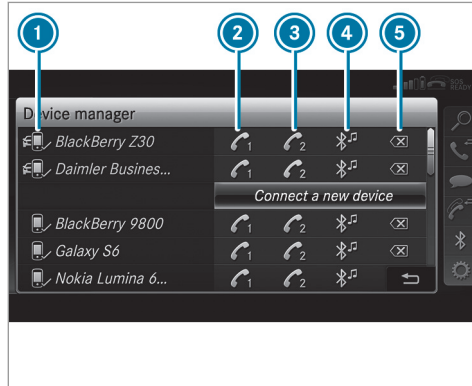 1 2 3 4 5
SOS
READY
Device manager
BlackBerry Z30 1 2
Daimler Busines... 1 2
Connect a new device
BlackBerry 9800 1 2
Galaxy S6 1 2
Nokia Lumina 6... 1 2